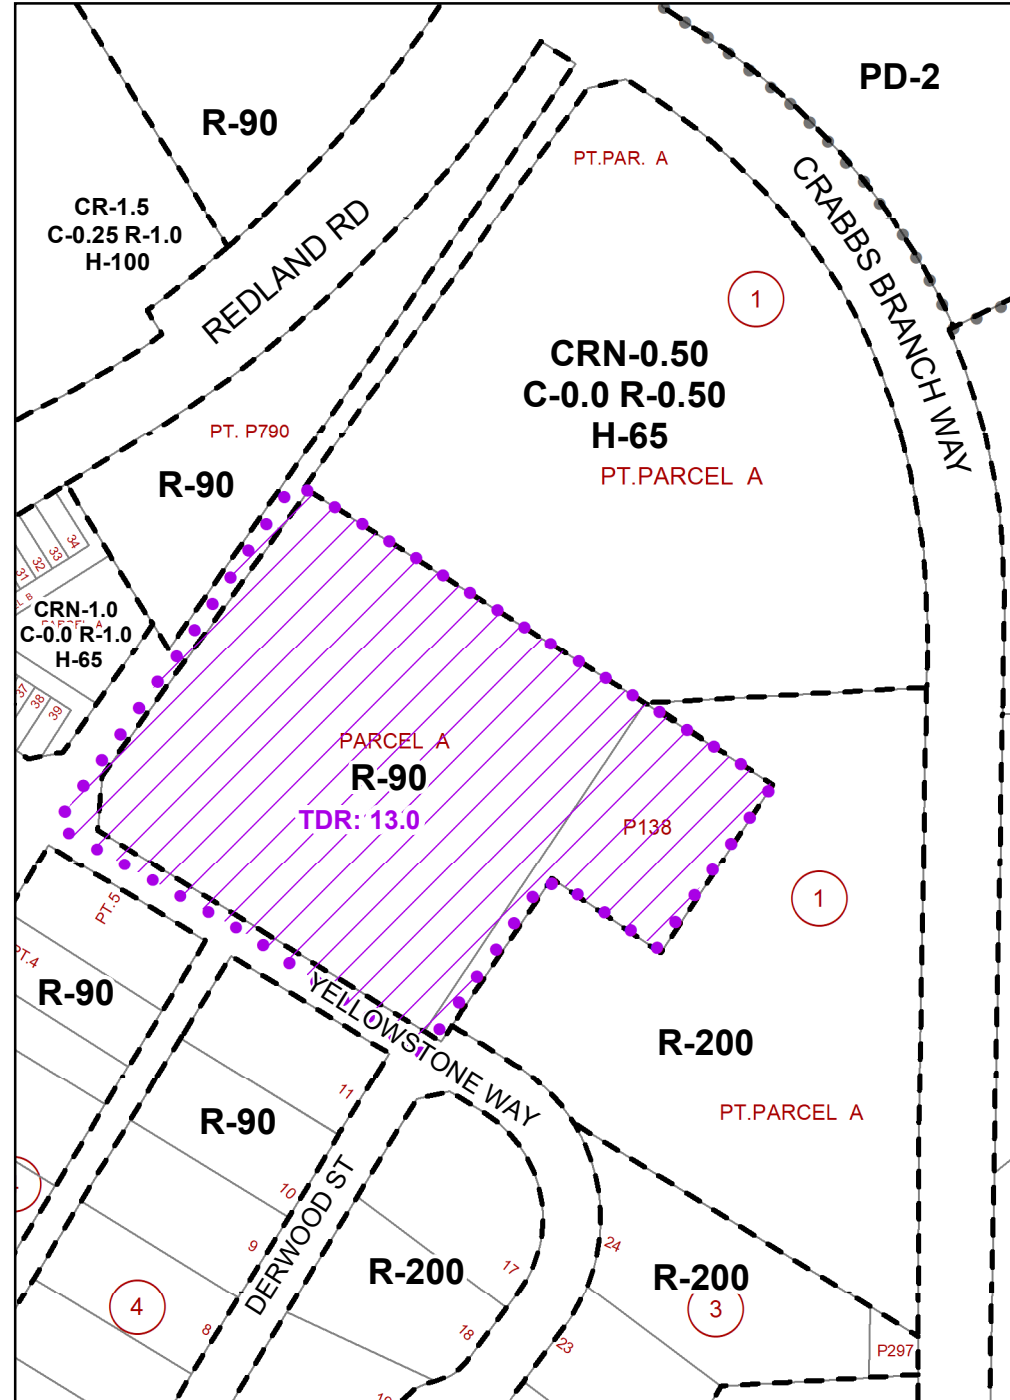 PD-2
R-90
PT.PAR. A
CR-1.5
C-0.25 R-1.0
H-100
REDLAND RD
CRABBS BRANCH WAY
1
CRN-0.50
C-0.0 R-0.50
H-65
PT.PARCEL A
PT. P790
R-90
34
33
32
31
CRN-1.0
PARCEL A
C-0.0 R-1.0
H-65
37
38
39
PARCEL A
R-90
TDR: 13.0
P138
1
PT.5
PT.4
R-90
YELLOWSTONE WAY
R-200
PT.PARCEL A
11
R-90
10
9
8
DERWOOD ST
4
R-200
17
18
24
23
R-200
3
P297